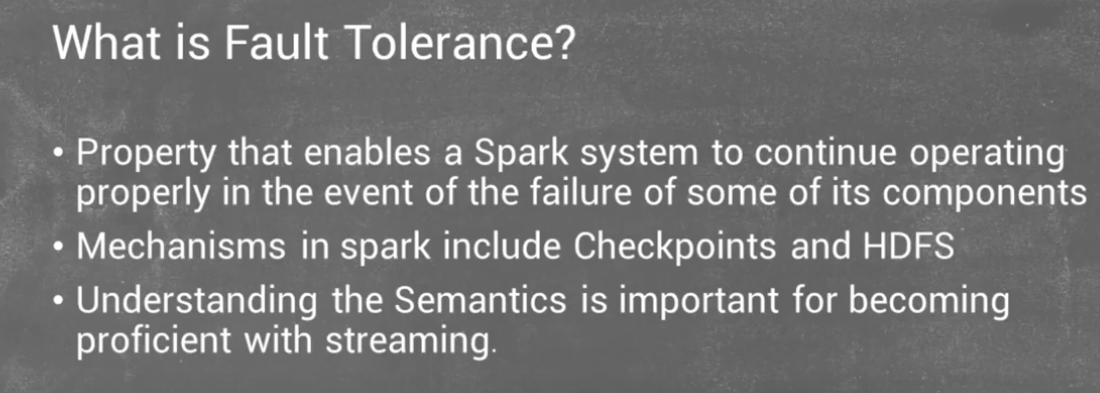 What is Fault Tolerance?
• Property that enables a Spark system to continue operating
properly in the event of the failure of some of its components
• Mechanisms in spark include Checkpoints and HDFS
• Understanding the Semantics is important for becoming
proficient with streaming.